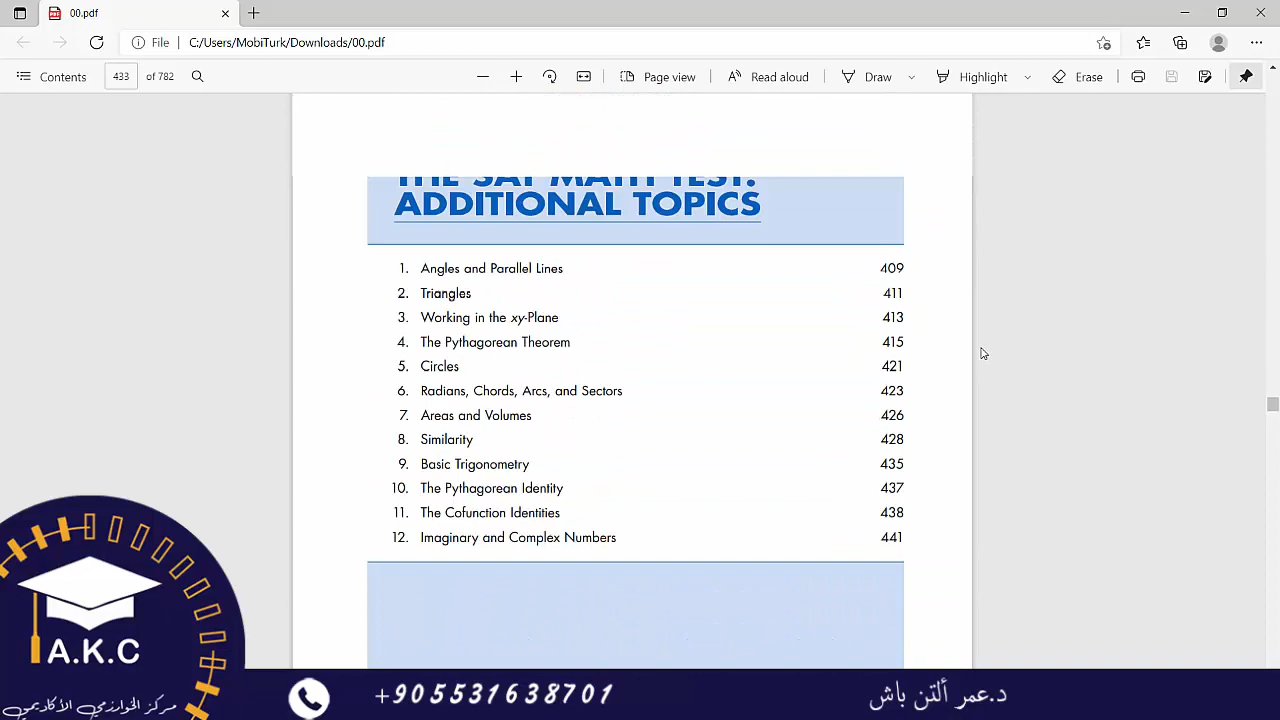 00.pdf
File
C:/Users/MobiTurk/Downloads/00.pdf
Contents
433
of 782
Page view
Read aloud
Draw
Highlight
Erase
THE SAT MATH TEST:
ADDITIONAL TOPICS
1. Angles and Parallel Lines 409
2. Triangles 411
3. Working in the xy-Plane 413
4. The Pythagorean Theorem 415
5. Circles 421
6. Radians, Chords, Arcs, and Sectors 423
7. Areas and Volumes 426
8. Similarity 428
9. Basic Trigonometry 435
10. The Pythagorean Identity 437
11. The Cofunction Identities 438
12. Imaginary and Complex Numbers 441
A.K.C
مركز الخوارزمي الأكاديمي
+905531638701
د.عمر ألتن باش